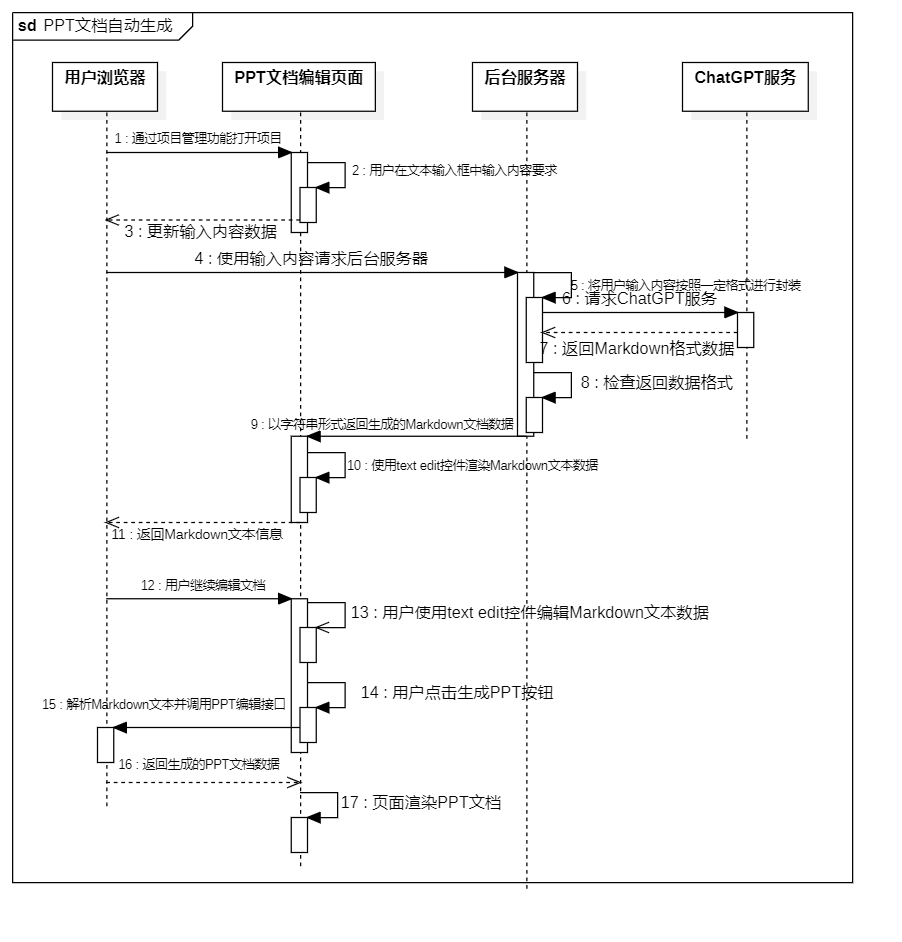 sd PPT文档自动生成
用户浏览器
PPT文档编辑页面
后台服务器
ChatGPT服务
1 : 通过项目管理功能打开项目
2 : 用户在文本输入框中输入内容要求
3 : 更新输入内容数据
4 : 使用输入内容请求后台服务器
5 : 将用户输入内容按照一定格式进行封装
6 : 请求ChatGPT服务
7 : 返回Markdown格式数据
8 : 检查返回数据格式
9 : 以字符串形式返回生成的Markdown文档数据
10 : 使用text edit控件渲染Markdown文本数据
11 : 返回Markdown文本信息
12 : 用户继续编辑文档
13 : 用户使用text edit控件编辑Markdown文本数据
14 : 用户点击生成PPT按钮
15 : 解析Markdown文本并调用PPT编辑接口
16 : 返回生成的PPT文档数据
17 : 页面渲染PPT文档